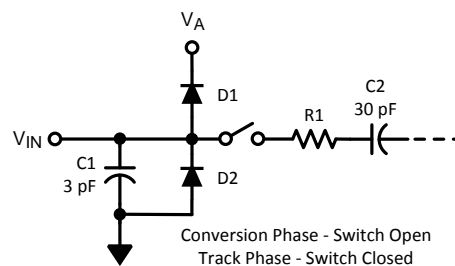 VA
D1
C2
30 pF
R1
VIN
C1
3 pF
D2
Conversion Phase - Switch Open
Track Phase - Switch Closed